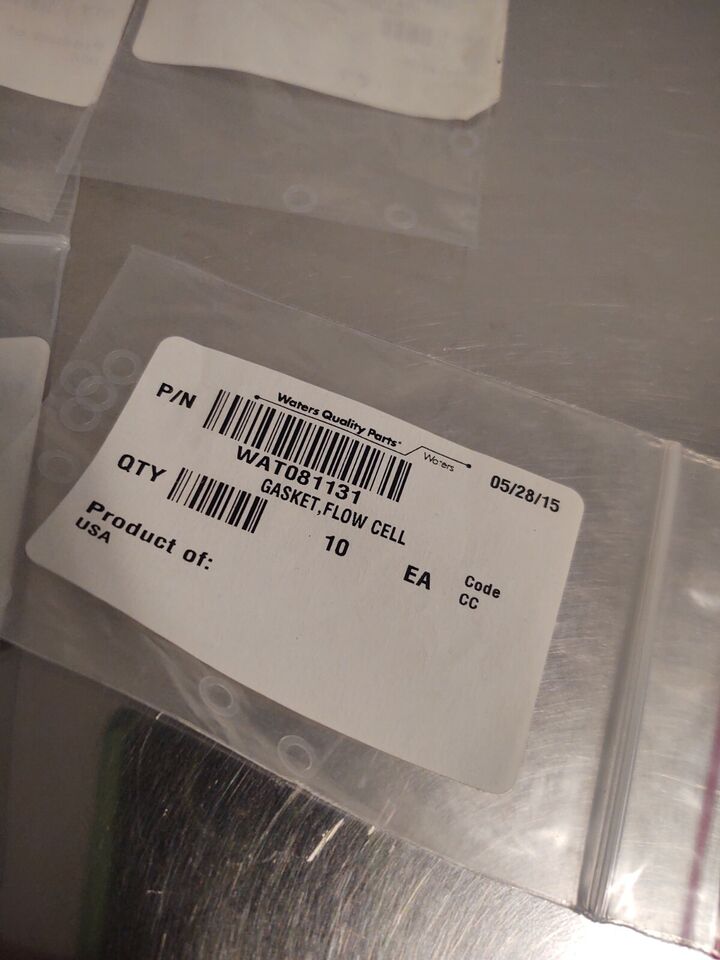 Waters Quality Parts
Waters
05/28/15
P/N
WAT081131
GASKET,FLOW CELL
QTY
10
EA
Code
CC
Product of:
USA